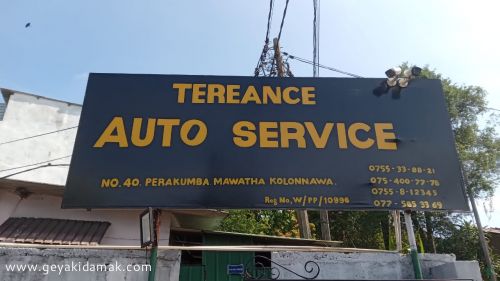 TEREANCE
AUTO SERVICE
NO. 40. PERAKUMBA MAWATHA KOLONNAWA.
Reg No, W/PP/10996
0755-33-88-21
075-400-77-78
0755-8-12345
077-585 33 69
www.geyakidamak.com